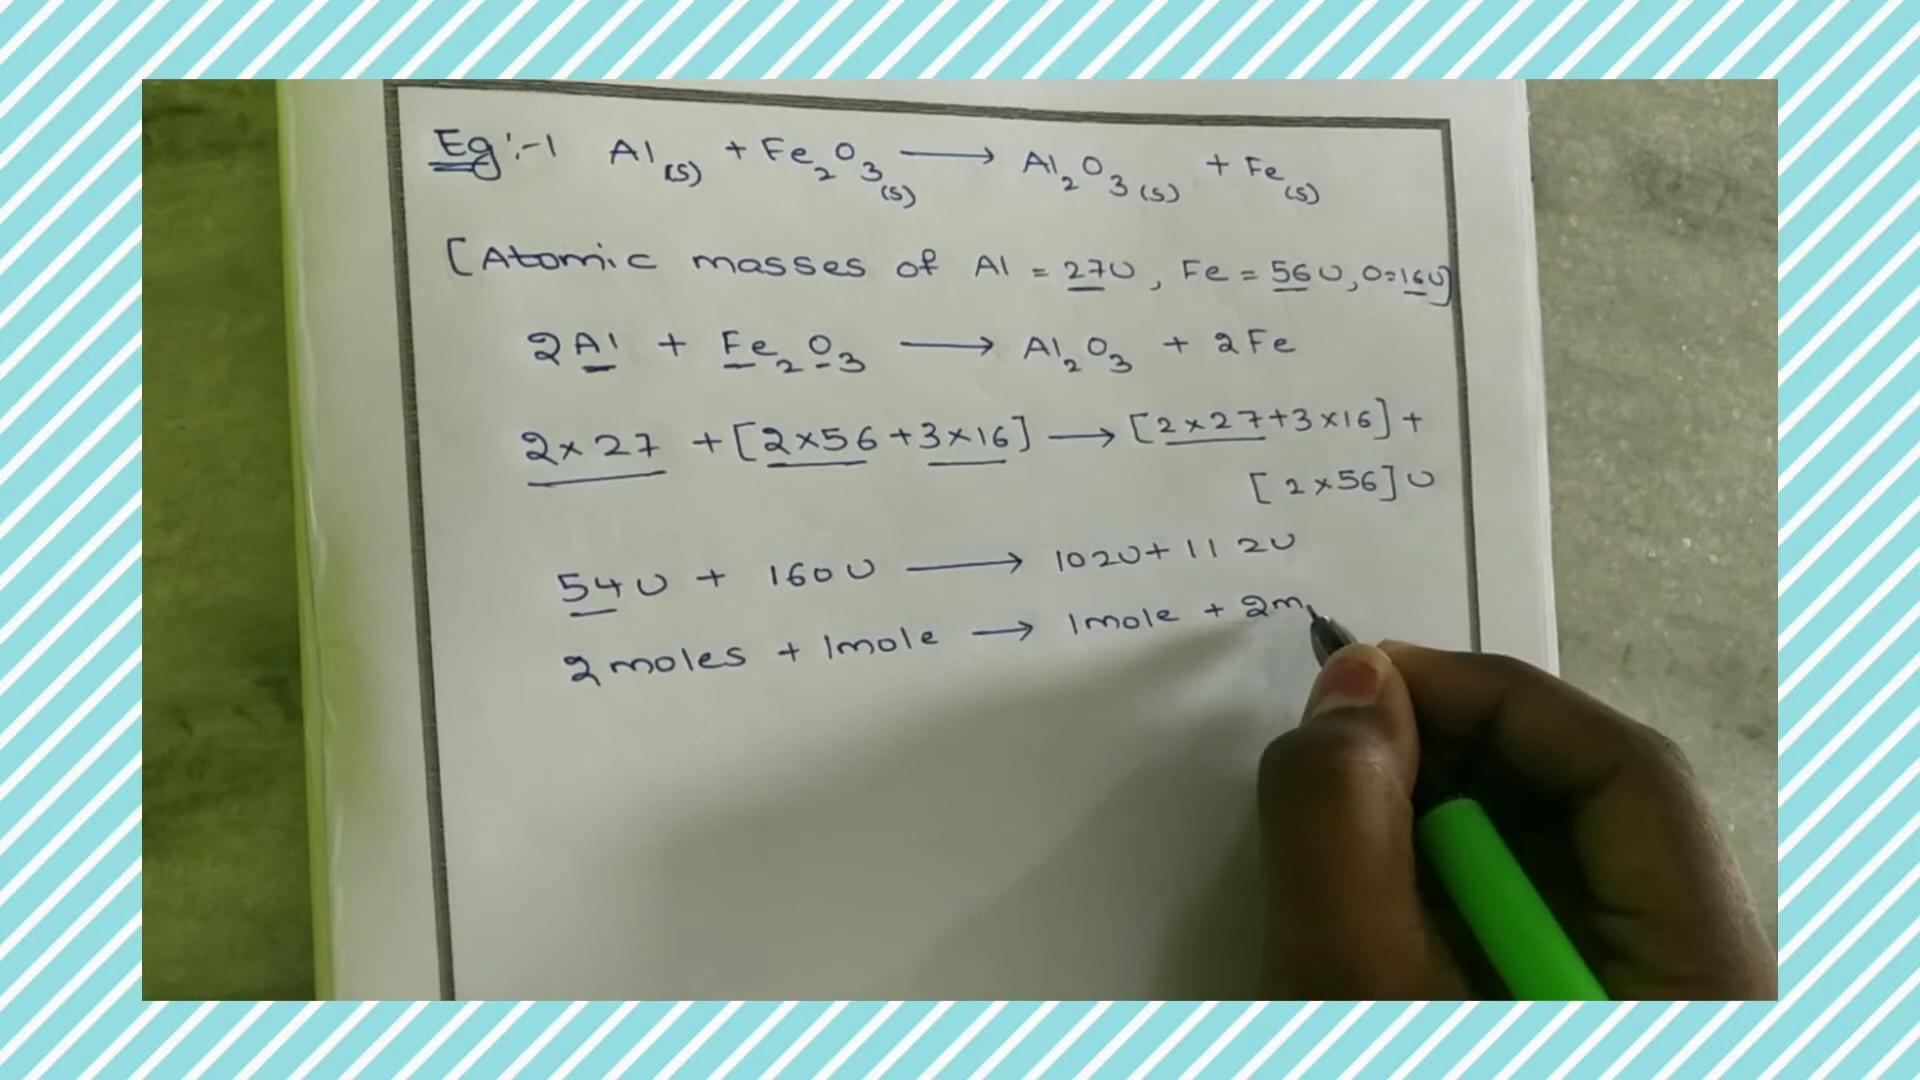 Eg:-1 Al(s) + Fe2O3(s) ⟶ Al2O3(s) + Fe(s)
[Atomic masses of Al = 27U, Fe = 56U, O=16U]
2Al + Fe2O3 ⟶ Al2O3 + 2Fe
2×27 + [2×56+3×16] ⟶ [2×27+3×16] +
[2×56]U
54U + 160U ⟶ 102U+112U
2moles + 1mole ⟶ 1mole + 2m